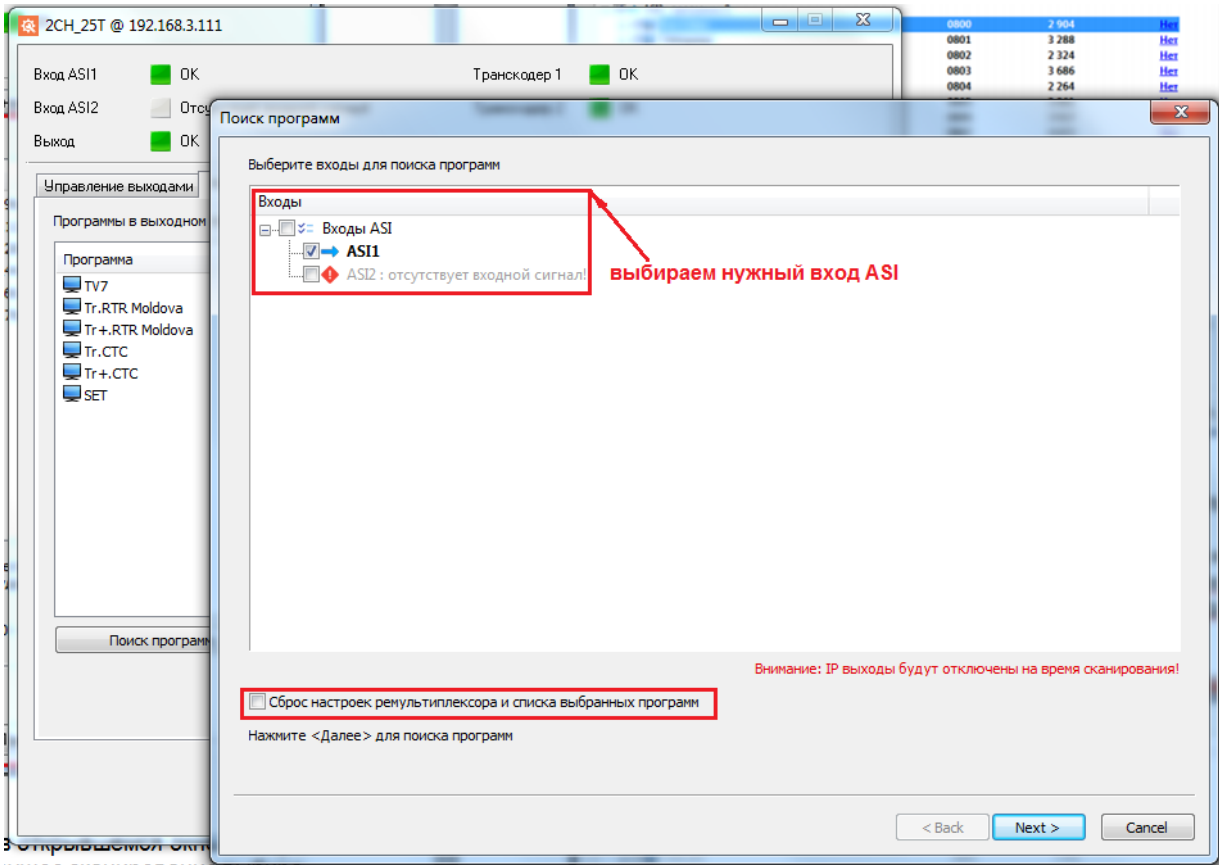 2CH_25T @ 192.168.3.111
0800 2 904 Нет
0801 3 288 Нет
0802 2 324 Нет
0803 3 686 Нет
0804 2 264 Нет
Вход ASI1 OK Транскодер 1 OK
Вход ASI2
Выход OK
Поиск программ
Выберите входы для поиска программ
Управление выходами
Программы в выходном
Программа
TV7
Tr.RTR Moldova
Tr+.RTR Moldova
Tr.СТС
Tr+.СТС
SET
Поиск программ
Входы
Входы ASI
ASI1
ASI2 : отсутствует входной сигнал!
выбираем нужный вход ASI
Внимание: IP выходы будут отключены на время сканирования!
Сброс настроек ремультиплексора и списка выбранных программ
Нажмите <Далее> для поиска программ
< Back Next > Cancel